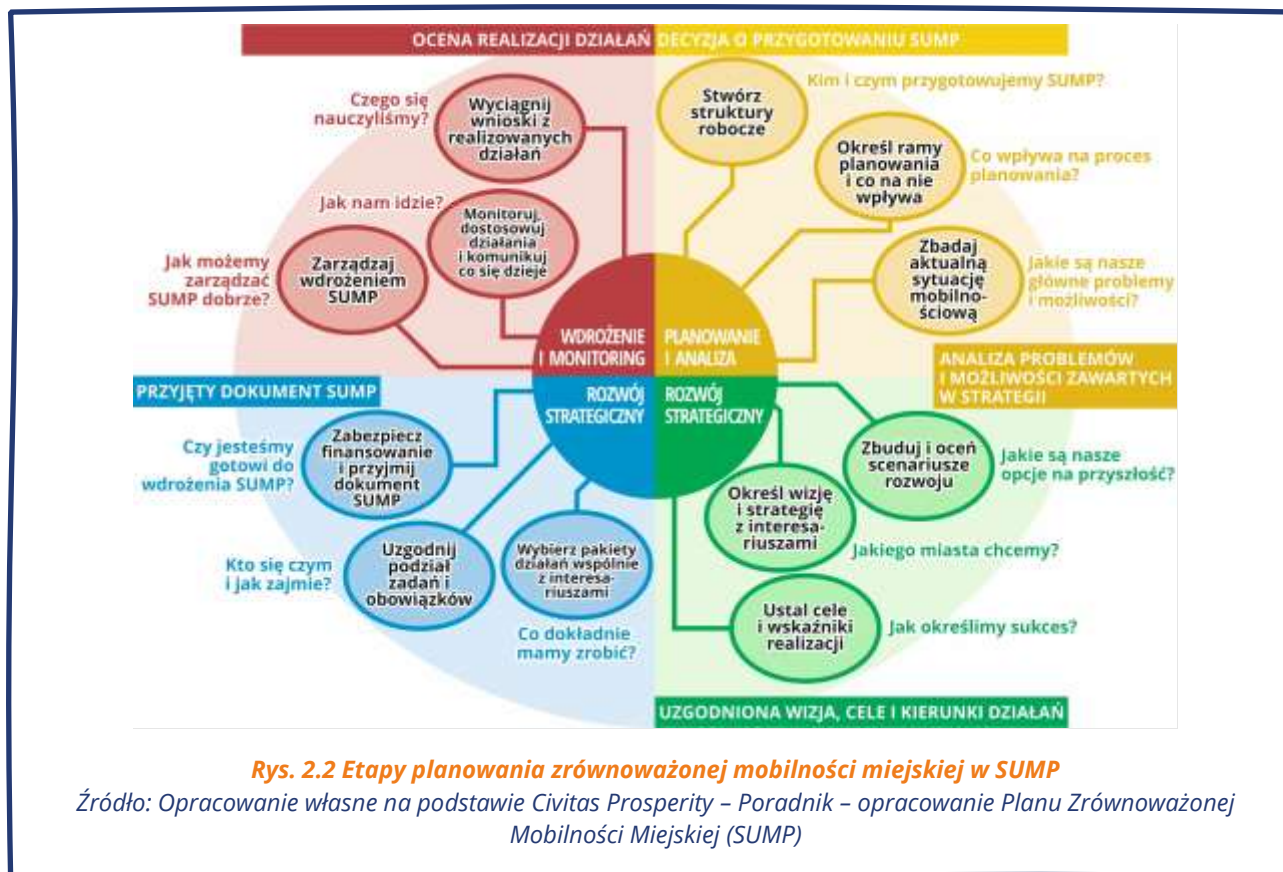 OCENA REALIZACJI DZIAŁAŃ
DECYZJA O PRZYGOTOWANIU SUMP
Czego się
nauczyliśmy?
Wyciągnij
wnioski z
realizowanych
działań
Jak nam idzie?
Monitoruj,
dostosowuj
działania
i komunikuj
co się dzieje
Jak możemy
zarządzać
SUMP dobrze?
Zarządzaj
wdrożeniem
SUMP
Stwórz
struktury
robocze
Kim i czym przygotowujemy SUMP?
Określ ramy
planowania
i co na nie
wpływa
Co wpływa na proces
planowania?
Zbadaj
aktualną
sytuację
mobilno-
ściową
Jakie są nasze
główne problemy
i możliwości?
WDROŻENIE
I MONITORING
PLANOWANIE
I ANALIZA
ROZWÓJ
STRATEGICZNY
ROZWÓJ
STRATEGICZNY
ANALIZA PROBLEMÓW
I MOŻLIWOŚCI ZAWARTYCH
W STRATEGII
PRZYJĘTY DOKUMENT SUMP
Czy jesteśmy
gotowi do
wdrożenia SUMP?
Zabezpiecz
finansowanie
i przyjmij
dokument
SUMP
Kto się czym
i jak zajmie?
Uzgodnij
podział
zadań i
obowiązków
Wybierz pakiety
działań wspólnie
z interesa-
riuszami
Co dokładnie
mamy zrobić?
Zbuduj i oceń
scenariusze
rozwoju
Jakie są nasze
opcje na przyszłość?
Określ wizję
i strategię
z interesa-
riuszami
Jakiego miasta chcemy?
Ustal cele
i wskaźniki
realizacji
Jak określimy sukces?
UZGODNIONA WIZJA, CELE I KIERUNKI DZIAŁAŃ
Rys. 2.2 Etapy planowania zrównoważonej mobilności miejskiej w SUMP
Źródło: Opracowanie własne na podstawie Civitas Prosperity – Poradnik – opracowanie Planu Zrównoważonej
Mobilności Miejskiej (SUMP)